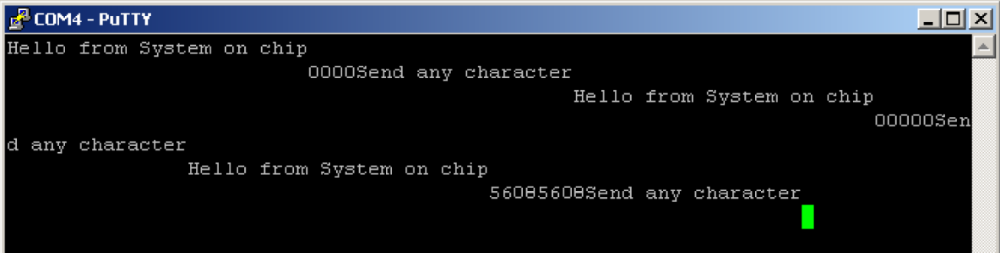 COM4 - PuTTY
Hello from System on chip
0000Send any character
Hello from System on chip
00000Sen
d any character
Hello from System on chip
56085608Send any character